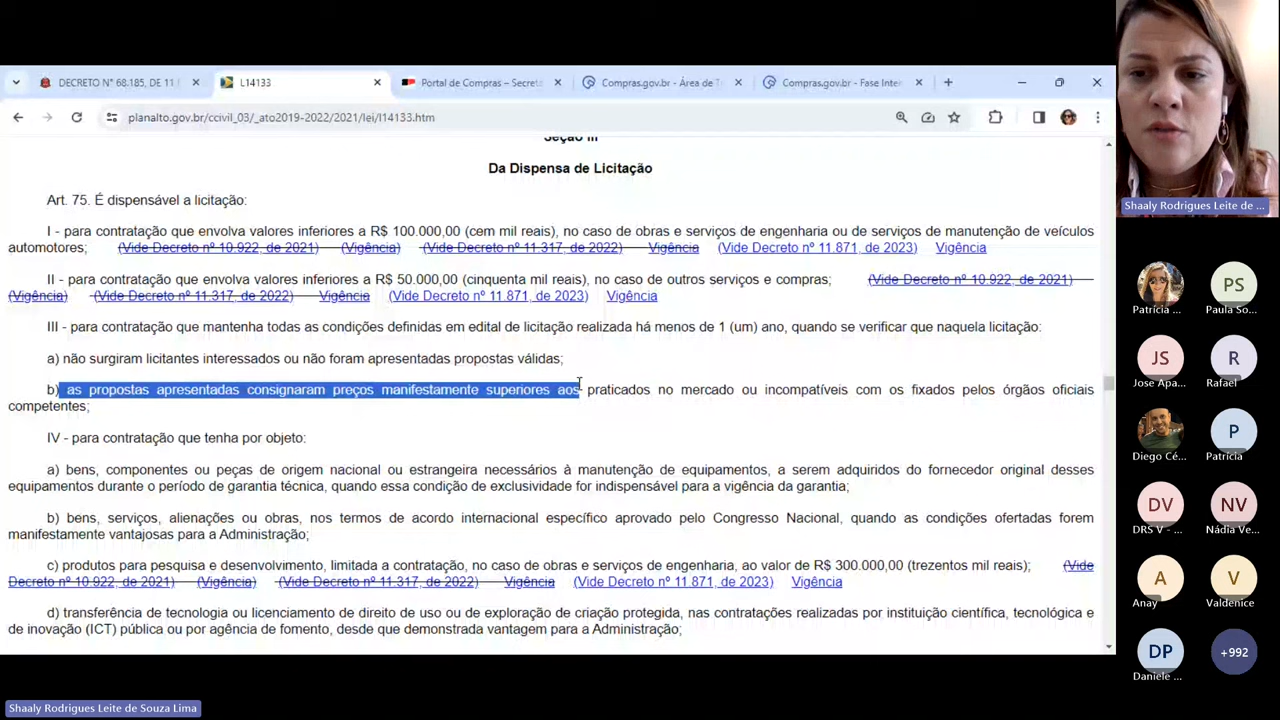 DECRETO N° 68.185, DE 11
L14133
Portal de Compras – Secreta
Compras.gov.br - Área de T
Compras.gov.br - Fase Inter
planalto.gov.br/ccivil_03/_ato2019-2022/2021/lei/l14133.htm
Seção III
Da Dispensa de Licitação
Art. 75. É dispensável a licitação:
I - para contratação que envolva valores inferiores a R$ 100.000,00 (cem mil reais), no caso de obras e serviços de engenharia ou de serviços de manutenção de veículos
automotores; (Vide Decreto nº 10.922, de 2021) (Vigência) (Vide Decreto nº 11.317, de 2022) Vigência (Vide Decreto nº 11.871, de 2023) Vigência
II - para contratação que envolva valores inferiores a R$ 50.000,00 (cinquenta mil reais), no caso de outros serviços e compras; (Vide Decreto nº 10.922, de 2021)
(Vigência) (Vide Decreto nº 11.317, de 2022) Vigência (Vide Decreto nº 11.871, de 2023) Vigência
III - para contratação que mantenha todas as condições definidas em edital de licitação realizada há menos de 1 (um) ano, quando se verificar que naquela licitação:
a) não surgiram licitantes interessados ou não foram apresentadas propostas válidas;
b) as propostas apresentadas consignaram preços manifestamente superiores aos praticados no mercado ou incompatíveis com os fixados pelos órgãos oficiais
competentes;
IV - para contratação que tenha por objeto:
a) bens, componentes ou peças de origem nacional ou estrangeira necessários à manutenção de equipamentos, a serem adquiridos do fornecedor original desses
equipamentos durante o período de garantia técnica, quando essa condição de exclusividade for indispensável para a vigência da garantia;
b) bens, serviços, alienações ou obras, nos termos de acordo internacional específico aprovado pelo Congresso Nacional, quando as condições ofertadas forem
manifestamente vantajosas para a Administração;
c) produtos para pesquisa e desenvolvimento, limitada a contratação, no caso de obras e serviços de engenharia, ao valor de R$ 300.000,00 (trezentos mil reais); (Vide
Decreto nº 10.922, de 2021) (Vigência) (Vide Decreto nº 11.317, de 2022) Vigência (Vide Decreto nº 11.871, de 2023) Vigência
d) transferência de tecnologia ou licenciamento de direito de uso ou de exploração de criação protegida, nas contratações realizadas por instituição científica, tecnológica e
de inovação (ICT) pública ou por agência de fomento, desde que demonstrada vantagem para a Administração;
Shaaly Rodrigues Leite de ...
Patrícia ...
PS
Paula So...
JS
Jose Apa...
R
Rafael
Diego Cé...
P
Patrícia
DV
DRS V - ...
NV
Nádia Ve...
A
Anay
V
Valdenice
DP
Daniele ...
+992
Shaaly Rodrigues Leite de Souza Lima